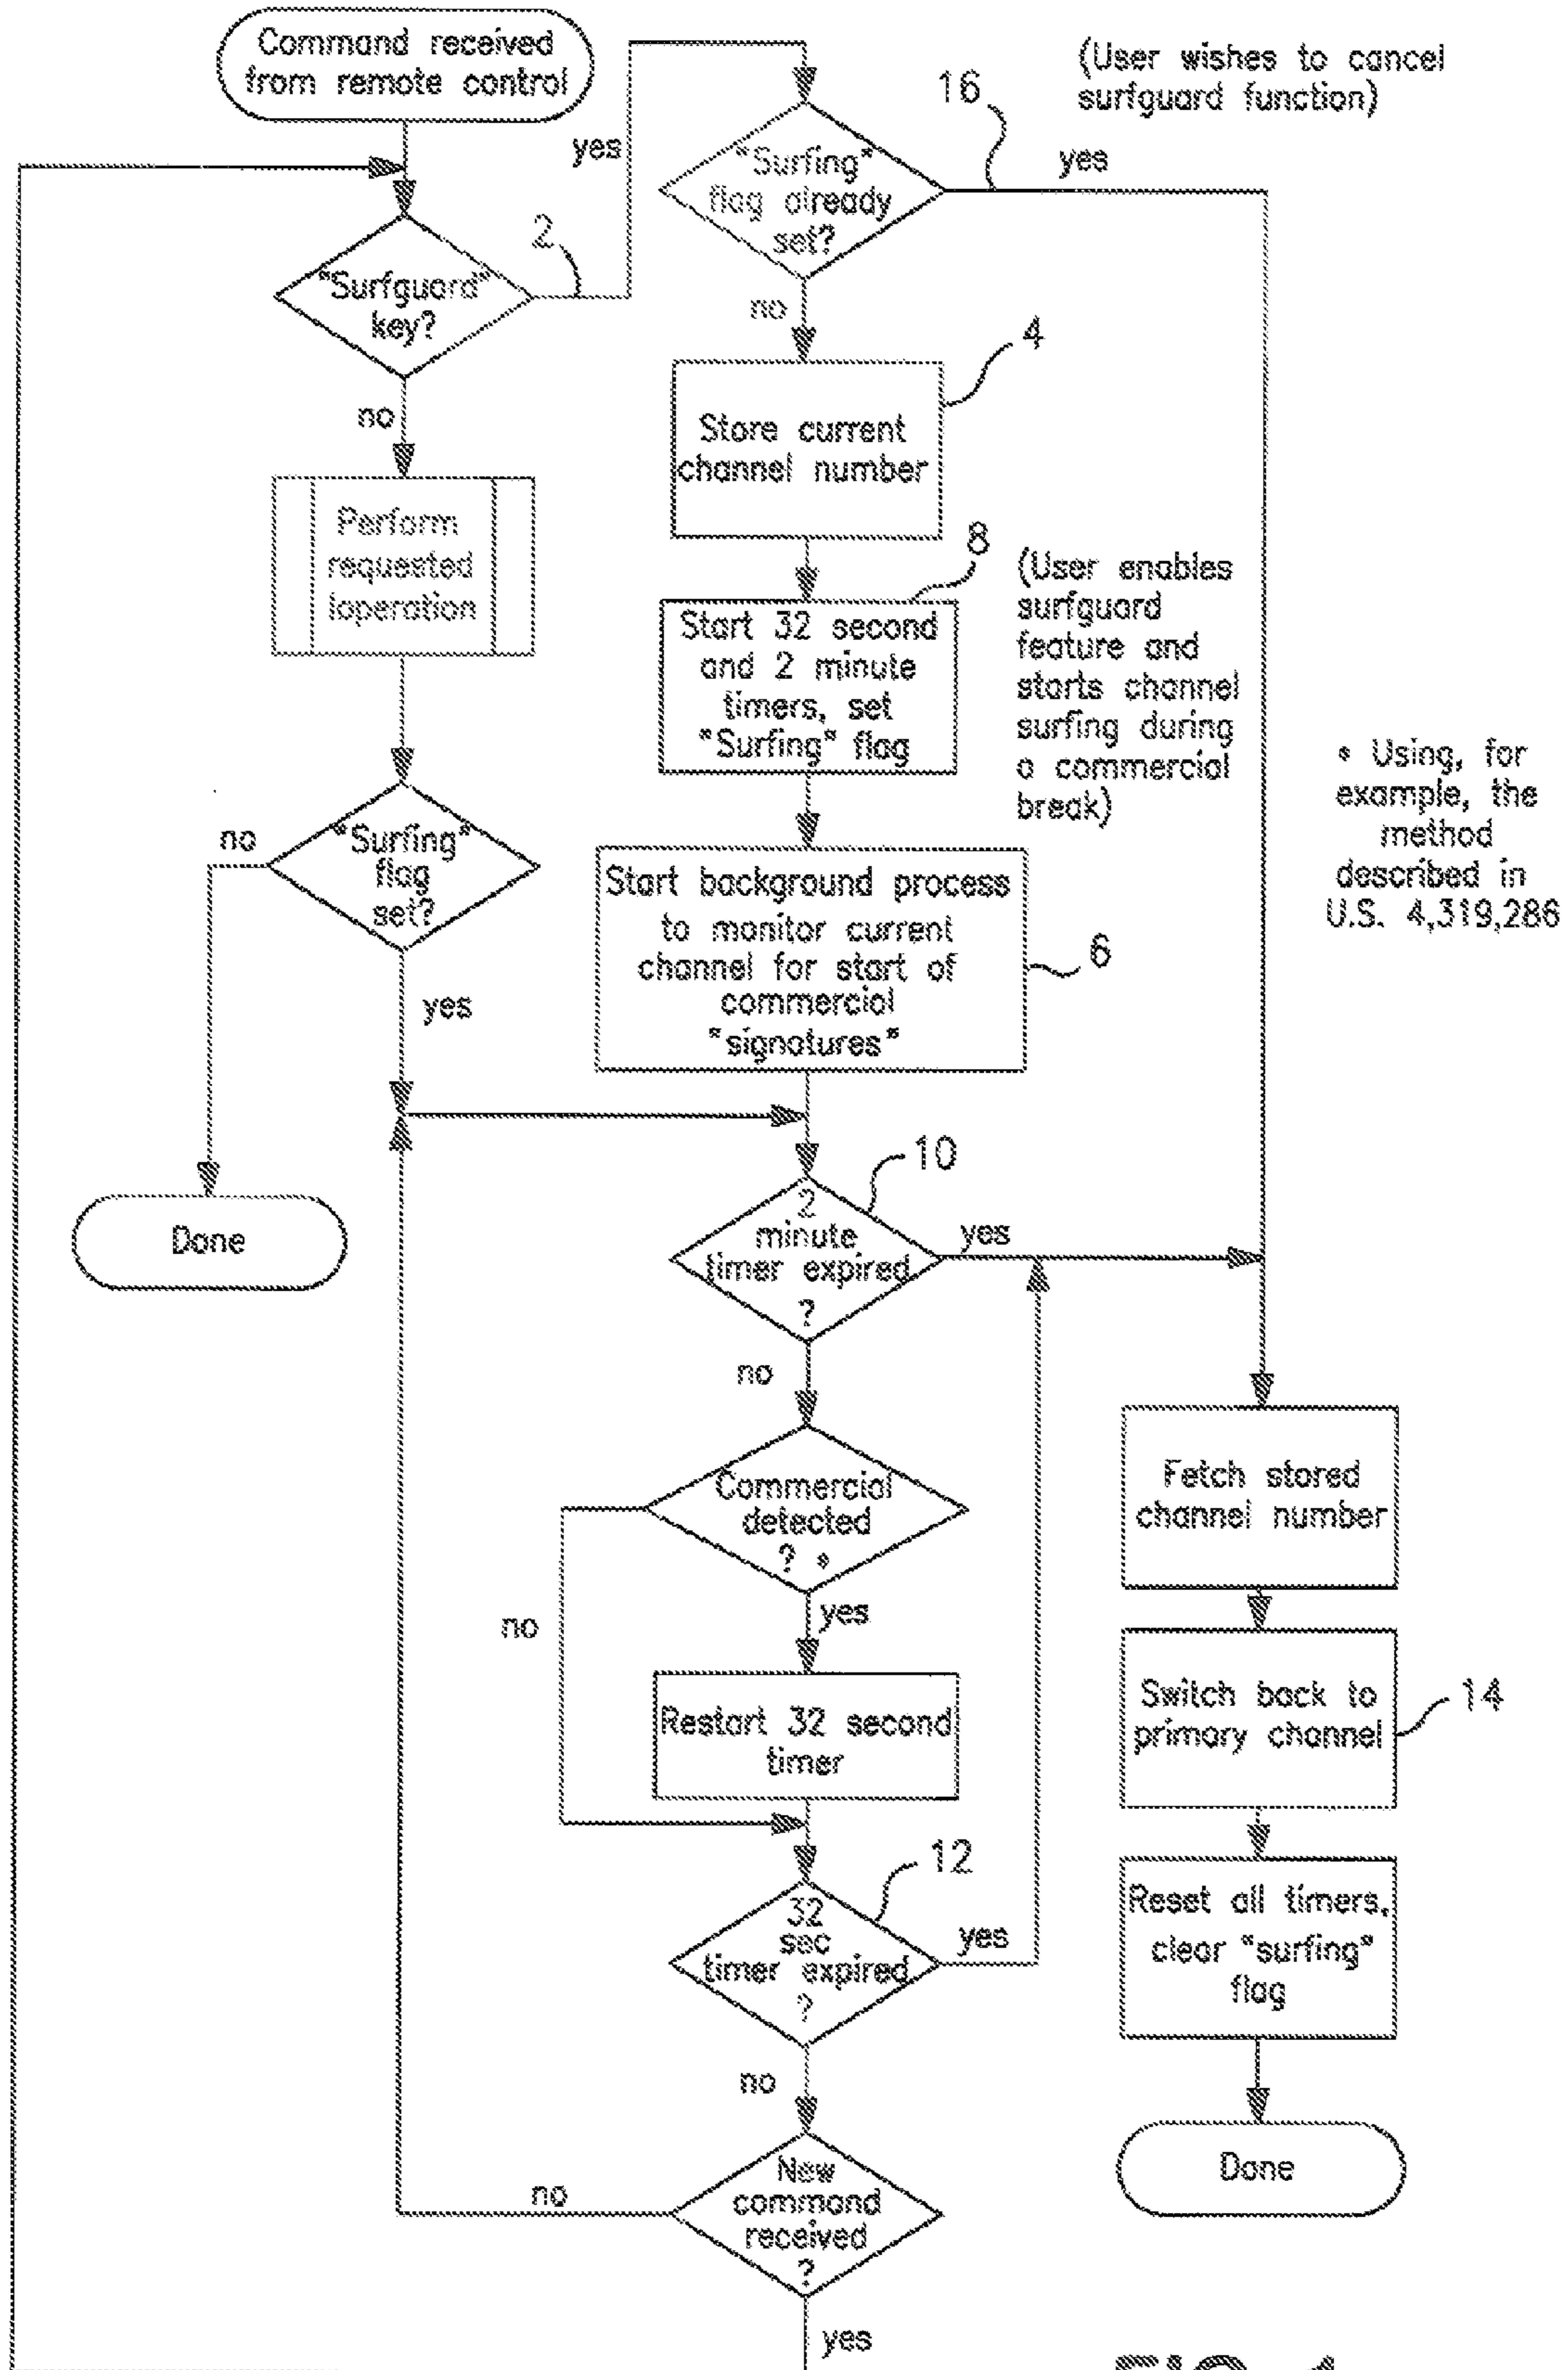 Command received
from remote control
yes
2
"Surfguard"
key?
no
Perform
requested
loperation
"Surfing"
flag
set?
no
yes
Done
"Surfing"
flag already
set?
16
yes
(User wishes to cancel
surfguard function)
no
4
Store current
channel number
8
Start 32 second
and 2 minute
timers, set
"Surfing" flag
(User enables
surfguard
feature and
starts channel
surfing during
a commercial
break)
* Using, for
example, the
method
described in
U.S. 4,319,286
Start background process
to monitor current
channel for start of
commercial
"signatures"
6
10
2
minute
timer expired
?
yes
no
Commercial
detected
? *
no
yes
Restart 32 second
timer
12
32
sec
timer expired
?
yes
no
New
command
received
?
no
yes
Fetch stored
channel number
Switch back to
primary channel
14
Reset all timers,
clear "surfing"
flag
Done
FIG. 1